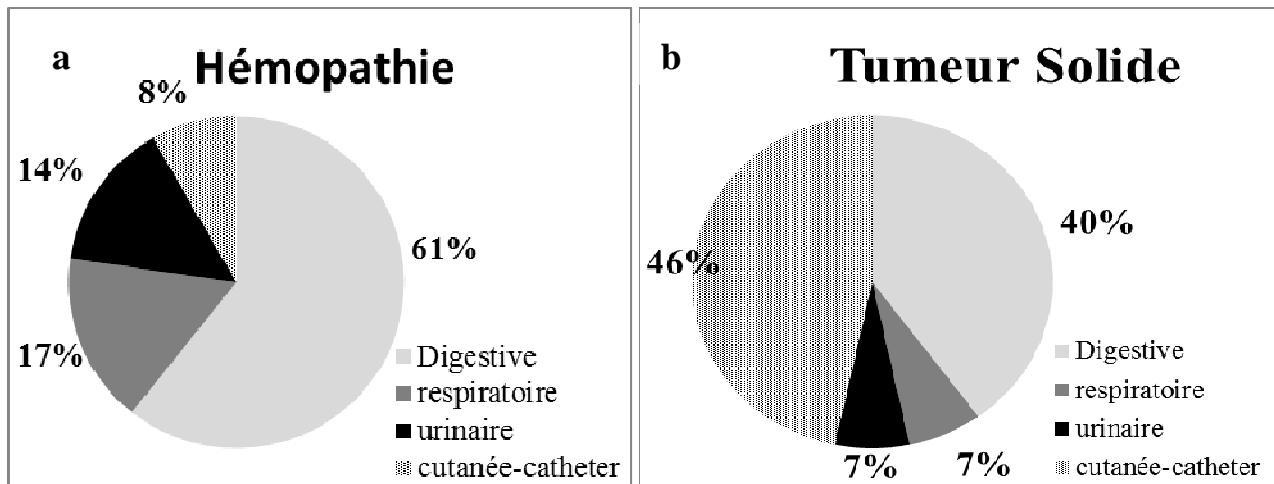 a
Hémopathie
8%
14%
61%
17%
Digestive
respiratoire
urinaire
cutanée-catheter
b
Tumeur Solide
40%
46%
7%
7%
Digestive
respiratoire
urinaire
cutanée-catheter